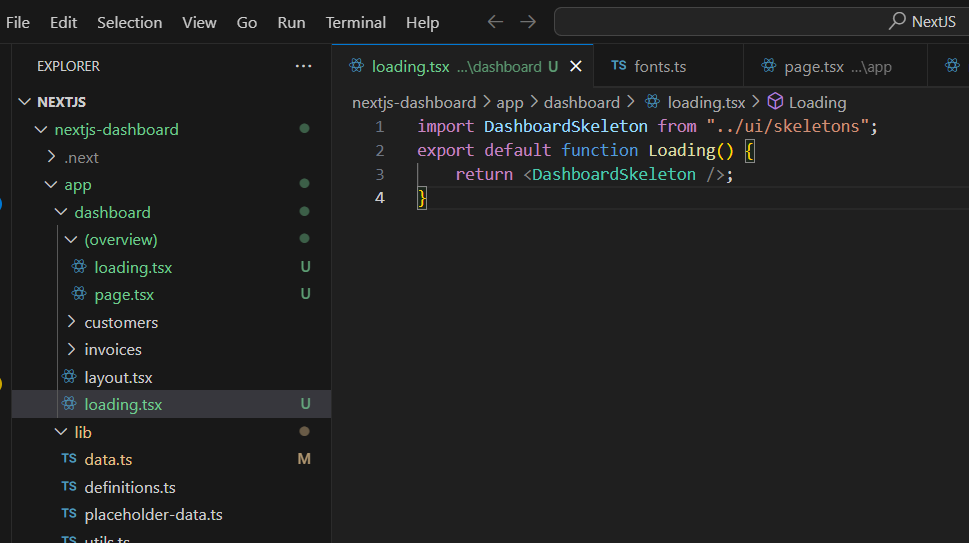 File Edit Selection View Go Run Terminal Help NextJS
EXPLORER
NEXTJS
nextjs-dashboard
.next
app
dashboard
(overview)
loading.tsx U
page.tsx U
customers
invoices
layout.tsx
loading.tsx U
lib
TS data.ts M
TS definitions.ts
TS placeholder-data.ts
TS utils.ts
loading.tsx ...\dashboard U
TS fonts.ts
page.tsx ...\app
nextjs-dashboard > app > dashboard > loading.tsx > Loading
1 import DashboardSkeleton from "../ui/skeletons";
2 export default function Loading() {
3 return <DashboardSkeleton />;
4 }